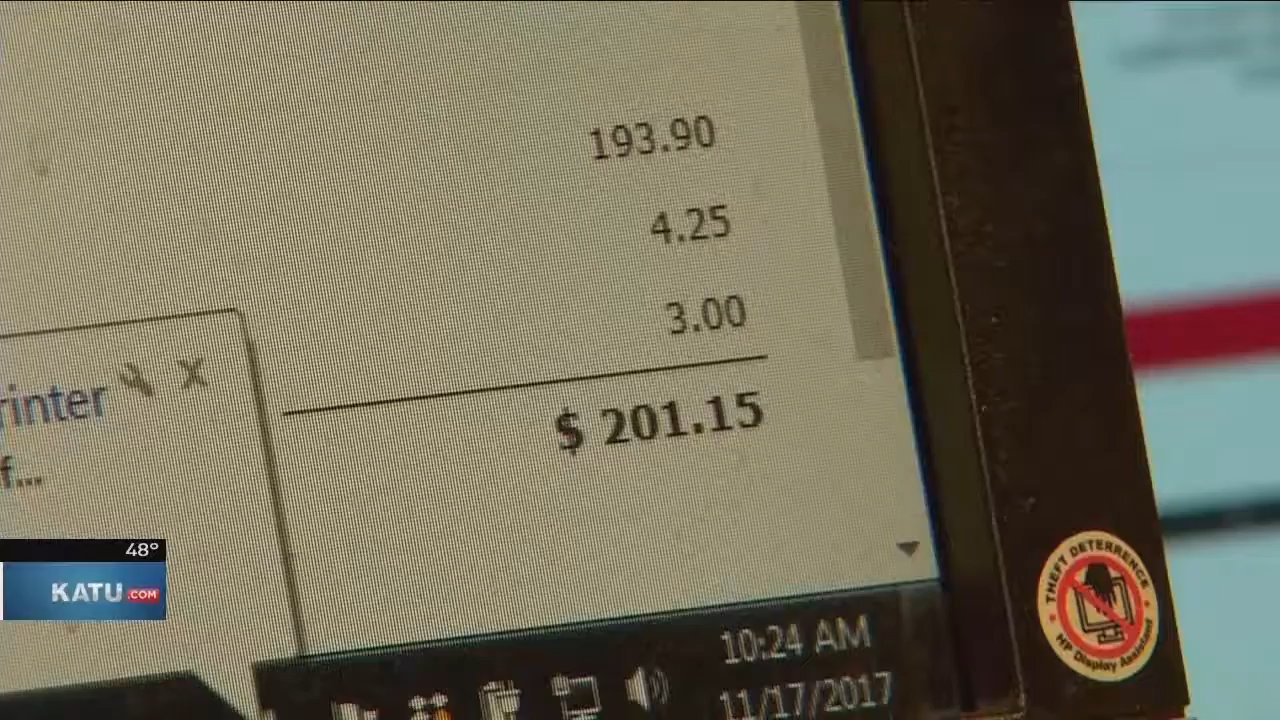 193.90
4.25
3.00
$ 201.15
rinter
f...
48°
KATU.COM
10:24 AM
11/17/2017
THEFT DETERRENCE
HP Display Assistant